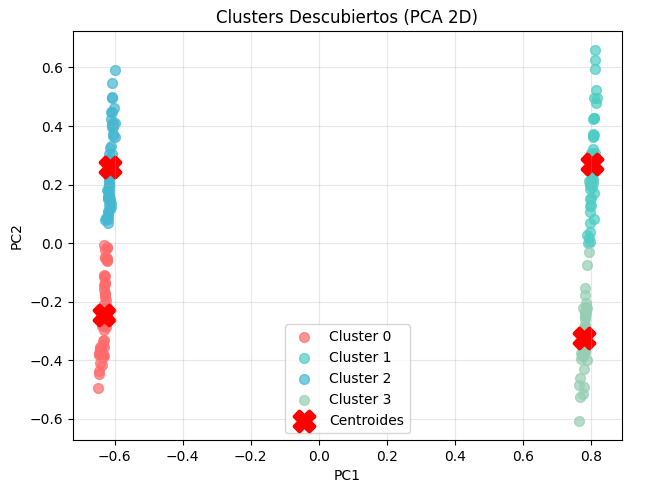 Clusters Descubiertos (PCA 2D)
PC2
0.6
0.4
0.2
0.0
−0.2
−0.4
−0.6
Cluster 0
Cluster 1
Cluster 2
Cluster 3
Centroides
−0.6 −0.4 −0.2 0.0 0.2 0.4 0.6 0.8
PC1